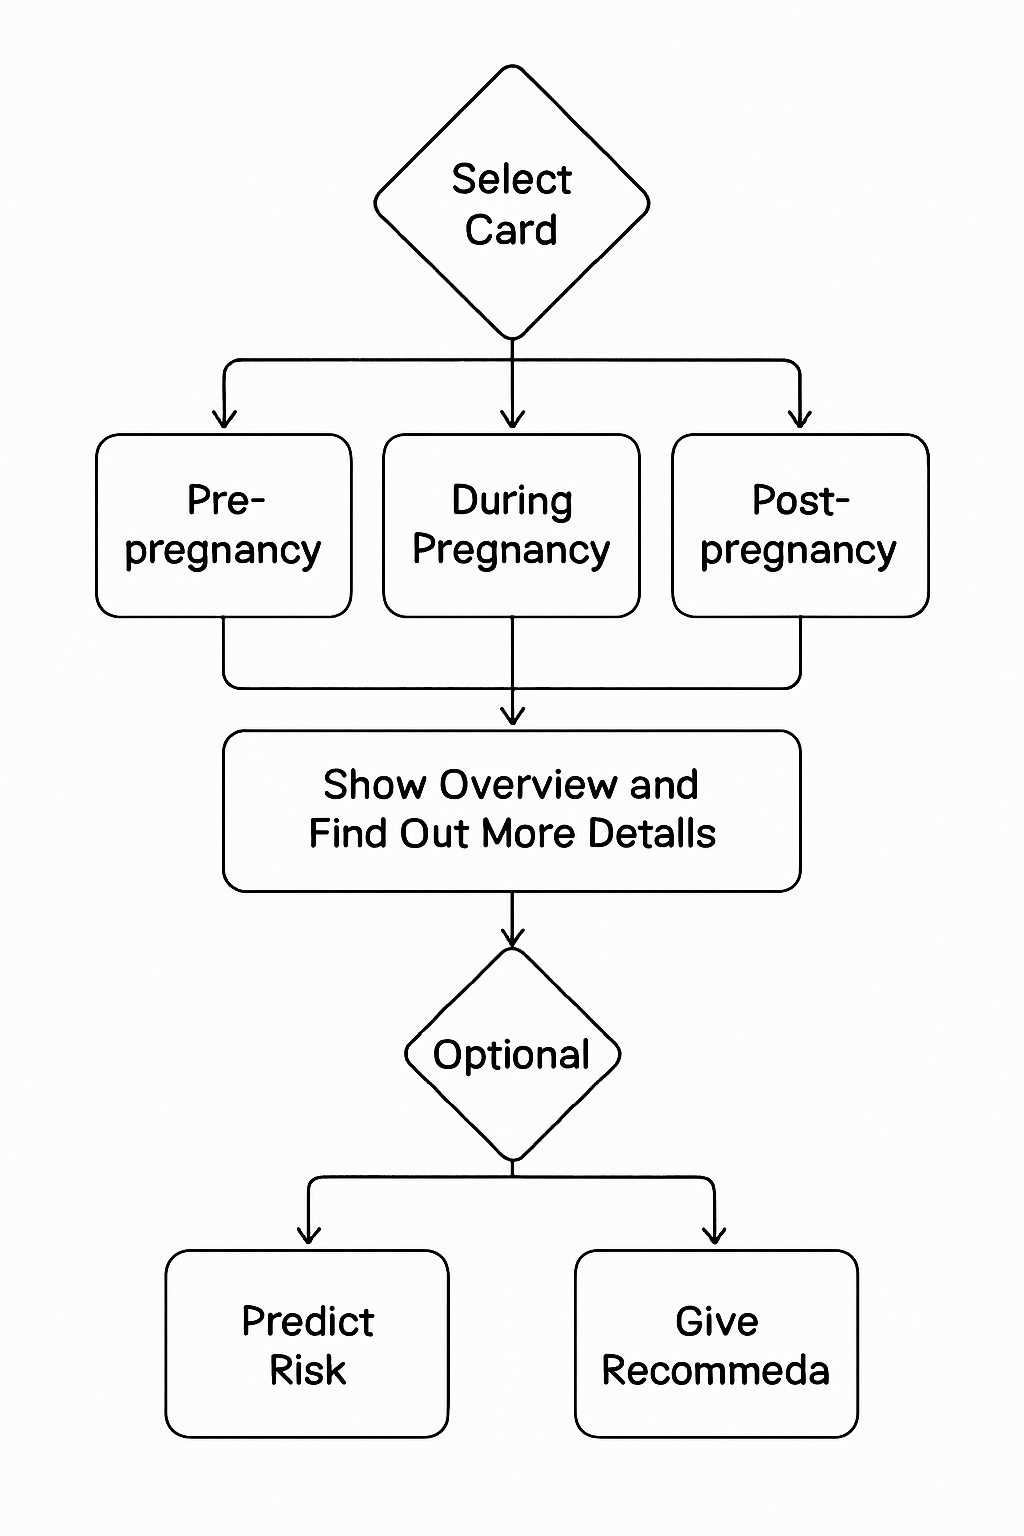 Select
Card
Pre-
pregnancy
During
Pregnancy
Post-
pregnancy
Show Overview and
Find Out More Detalls
Optional
Predict
Risk
Give
Recommeda